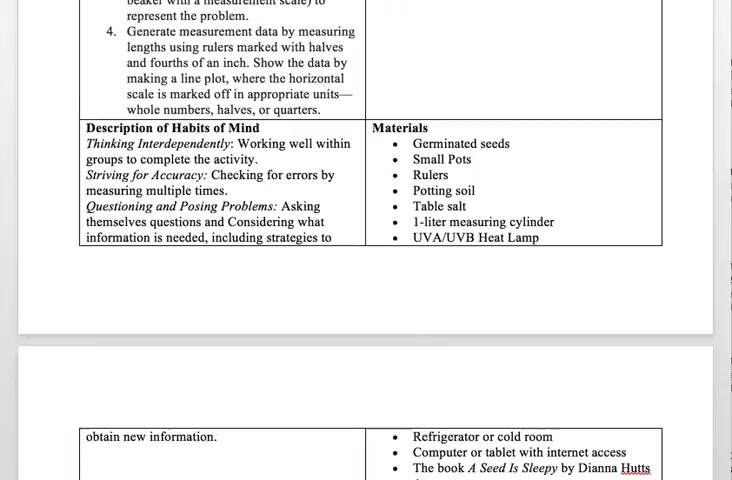 beaker with a measurement scale) to
represent the problem.
4. Generate measurement data by measuring
lengths using rulers marked with halves
and fourths of an inch. Show the data by
making a line plot, where the horizontal
scale is marked off in appropriate units—
whole numbers, halves, or quarters.
Description of Habits of Mind
Thinking Interdependently: Working well within
groups to complete the activity.
Striving for Accuracy: Checking for errors by
measuring multiple times.
Questioning and Posing Problems: Asking
themselves questions and Considering what
information is needed, including strategies to
Materials
• Germinated seeds
• Small Pots
• Rulers
• Potting soil
• Table salt
• 1-liter measuring cylinder
• UVA/UVB Heat Lamp
obtain new information.
• Refrigerator or cold room
• Computer or tablet with internet access
• The book A Seed Is Sleepy by Dianna Hutts